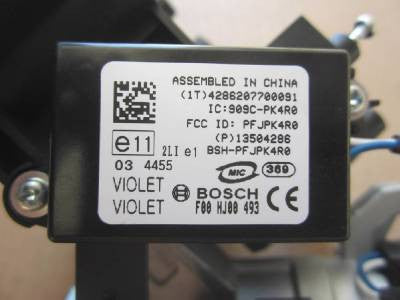 ASSEMBLED IN CHINA
(1T)4286207700091
IC:909C-PK4R0
FCC ID: PFJPK4R0
(P)13504286
e11 2LI e1 BSH-PFJPK4R0
03 4455 MIC 369
VIOLET BOSCH CE
VIOLET F00 HJ00 493